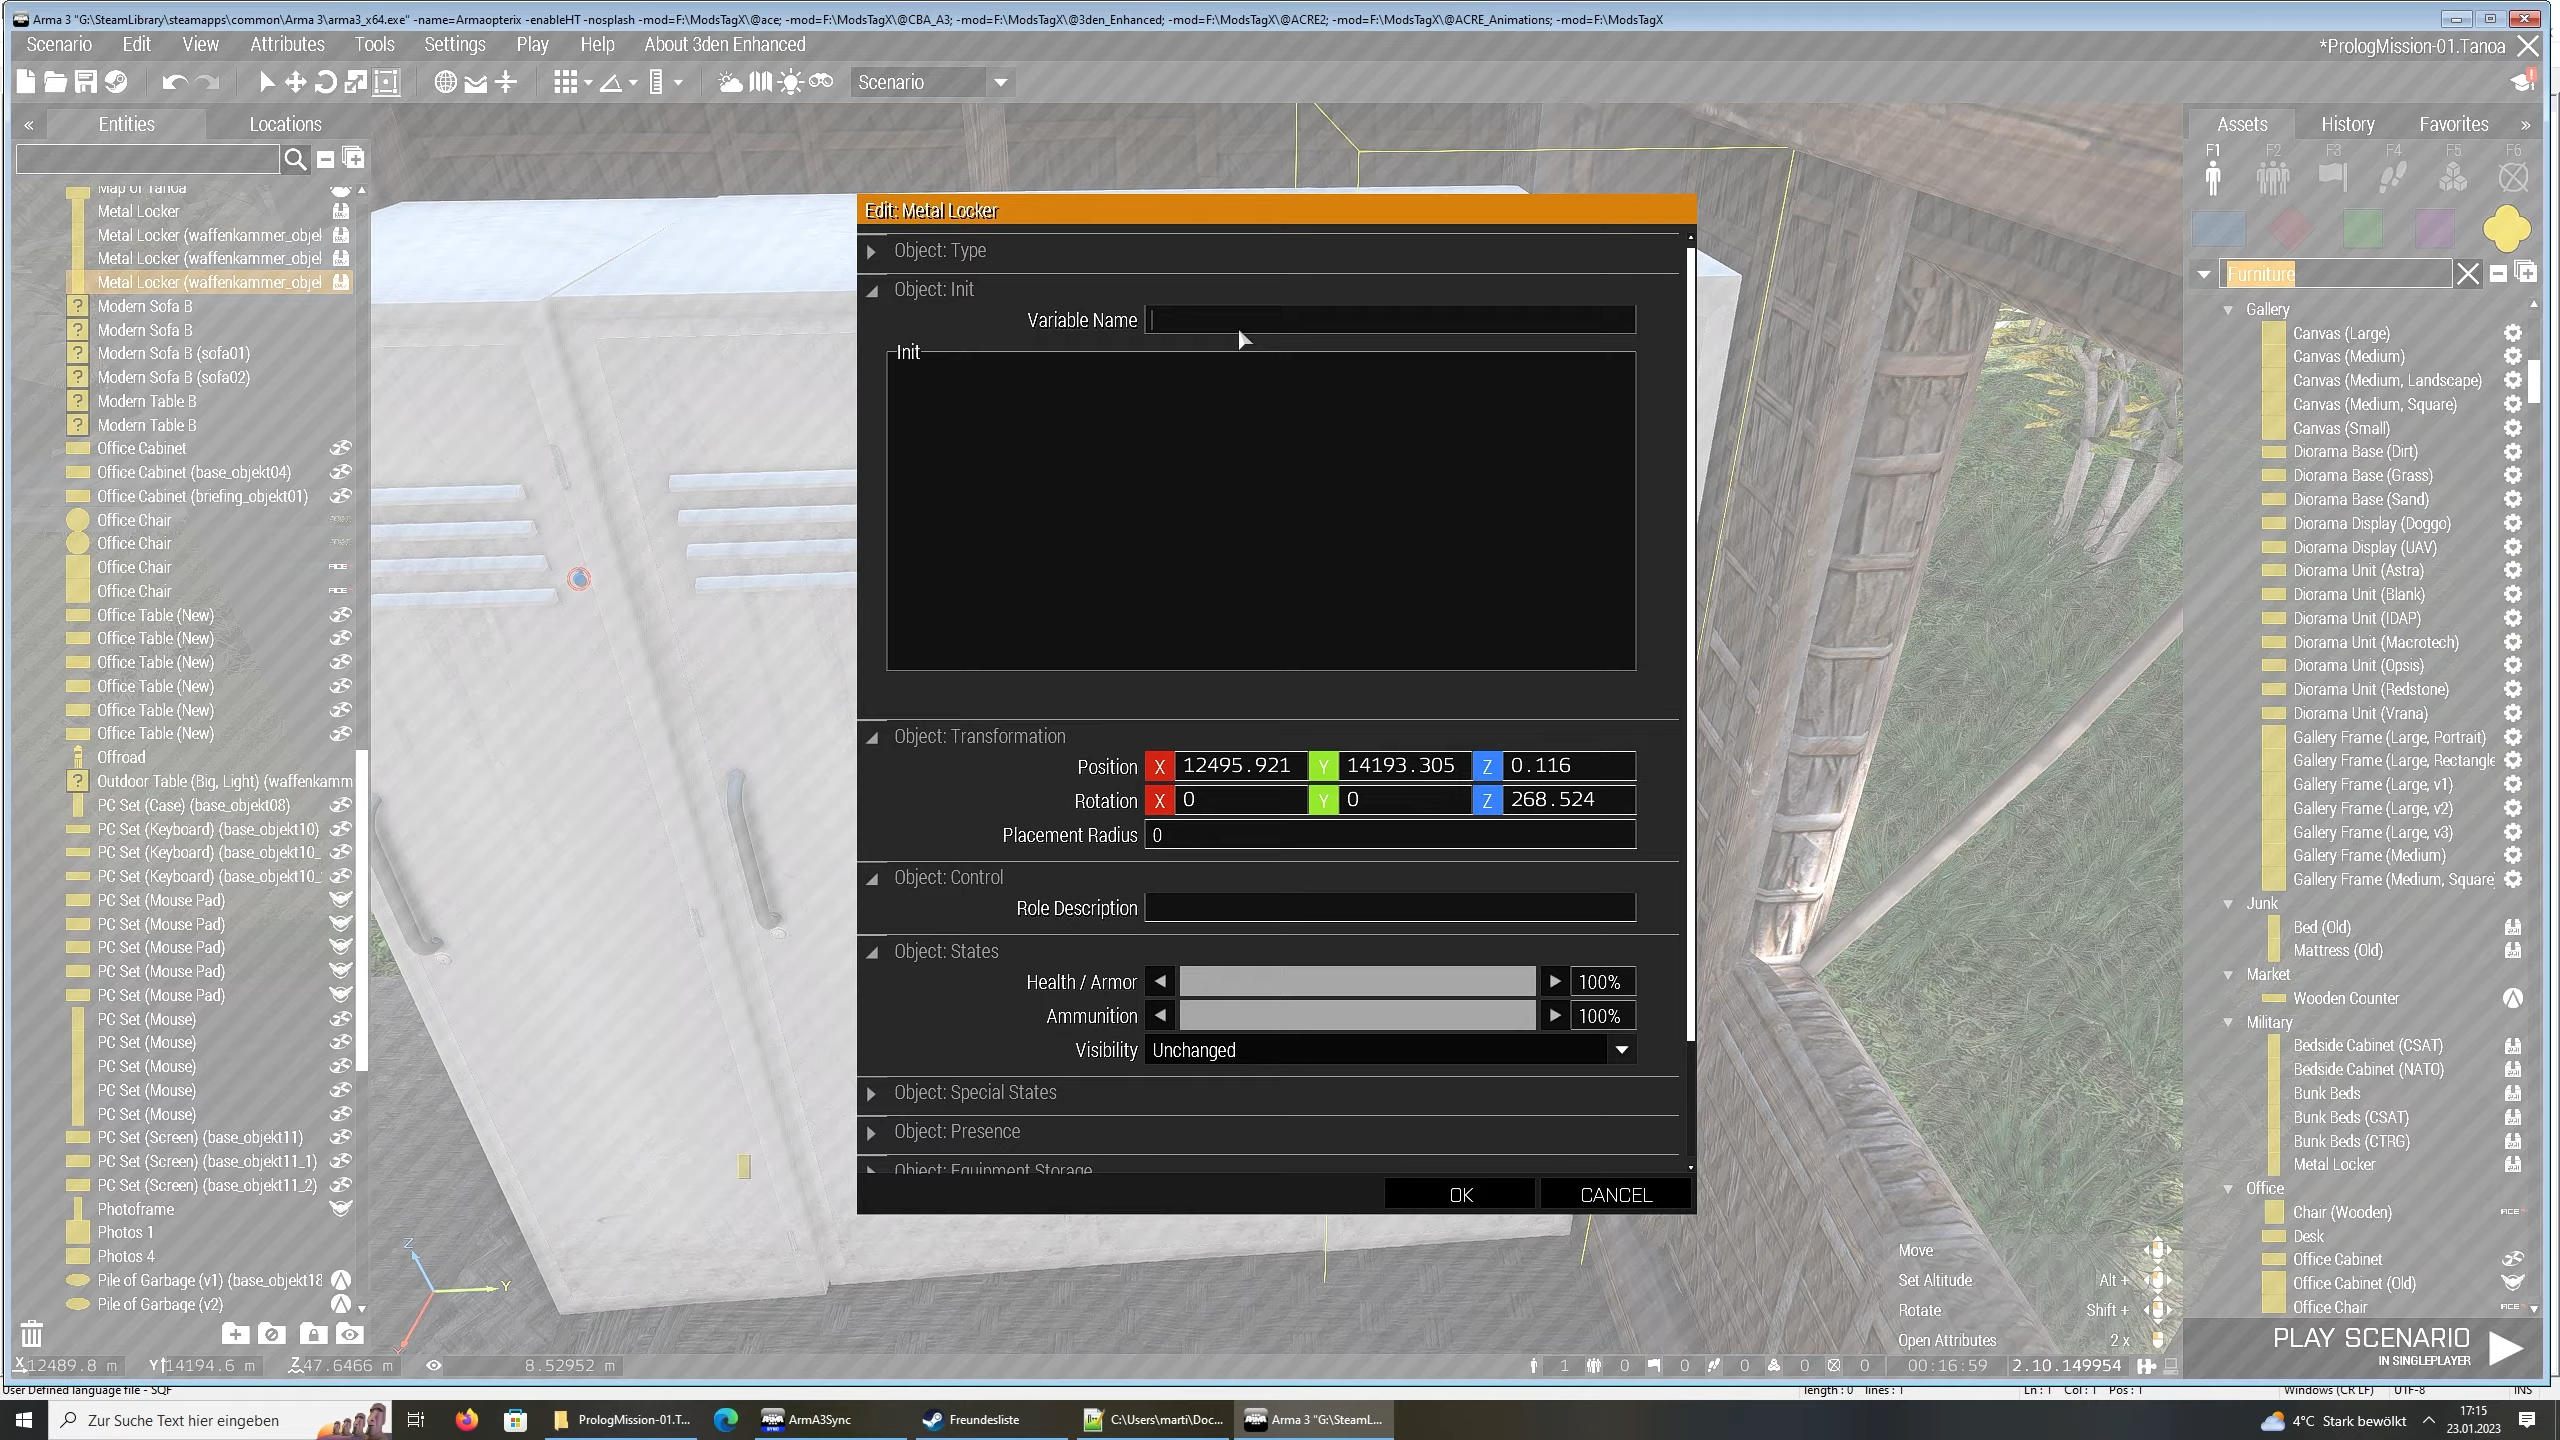 Arma 3 "G:\SteamLibrary\steamapps\common\Arma 3\arma3_x64.exe" -name=Armaopterix -enableHT -nosplash -mod=F:\ModsTagX\@ace; -mod=F:\ModsTagX\@CBA_A3; -mod=F:\ModsTagX\@3den_Enhanced; -mod=F:\ModsTagX\@ACRE2; -mod=F:\ModsTagX\@ACRE_Animations; -mod=F:\ModsTagX
Scenario Edit View Attributes Tools Settings Play Help About 3den Enhanced
*PrologMission-01.Tanoa
Scenario
Entities Locations
Map of Tanoa
Metal Locker
Metal Locker (waffenkammer_objel
Metal Locker (waffenkammer_objel
Metal Locker (waffenkammer_objel
Modern Sofa B
Modern Sofa B
Modern Sofa B (sofa01)
Modern Sofa B (sofa02)
Modern Table B
Modern Table B
Office Cabinet
Office Cabinet (base_objekt04)
Office Cabinet (briefing_objekt01)
Office Chair
Office Chair
Office Chair
Office Chair
Office Table (New)
Office Table (New)
Office Table (New)
Office Table (New)
Office Table (New)
Office Table (New)
Offroad
Outdoor Table (Big, Light) (waffenkamm
PC Set (Case) (base_objekt08)
PC Set (Keyboard) (base_objekt10)
PC Set (Keyboard) (base_objekt10_
PC Set (Keyboard) (base_objekt10_
PC Set (Mouse Pad)
PC Set (Mouse Pad)
PC Set (Mouse Pad)
PC Set (Mouse Pad)
PC Set (Mouse Pad)
PC Set (Mouse)
PC Set (Mouse)
PC Set (Mouse)
PC Set (Mouse)
PC Set (Mouse)
PC Set (Screen) (base_objekt11)
PC Set (Screen) (base_objekt11_1)
PC Set (Screen) (base_objekt11_2)
Photoframe
Photos 1
Photos 4
Pile of Garbage (v1) (base_objekt18
Pile of Garbage (v2)
Edit: Metal Locker
Object: Type
Object: Init
Variable Name
Init
Object: Transformation
Position X 12495.921 Y 14193.305 Z 0.116
Rotation X 0 Y 0 Z 268.524
Placement Radius 0
Object: Control
Role Description
Object: States
Health / Armor 100%
Ammunition 100%
Visibility Unchanged
Object: Special States
Object: Presence
Object: Equipment Storage
OK CANCEL
Z
Y
Move
Set Altitude Alt +
Rotate Shift +
Open Attributes 2 x
Assets History Favorites
F1 F2 F3 F4 F5 F6
Furniture
Gallery
Canvas (Large)
Canvas (Medium)
Canvas (Medium, Landscape)
Canvas (Medium, Square)
Canvas (Small)
Diorama Base (Dirt)
Diorama Base (Grass)
Diorama Base (Sand)
Diorama Display (Doggo)
Diorama Display (UAV)
Diorama Unit (Astra)
Diorama Unit (Blank)
Diorama Unit (IDAP)
Diorama Unit (Macrotech)
Diorama Unit (Opsis)
Diorama Unit (Redstone)
Diorama Unit (Vrana)
Gallery Frame (Large, Portrait)
Gallery Frame (Large, Rectangle
Gallery Frame (Large, v1)
Gallery Frame (Large, v2)
Gallery Frame (Large, v3)
Gallery Frame (Medium)
Gallery Frame (Medium, Square
Junk
Bed (Old)
Mattress (Old)
Market
Wooden Counter
Military
Bedside Cabinet (CSAT)
Bedside Cabinet (NATO)
Bunk Beds
Bunk Beds (CSAT)
Bunk Beds (CTRG)
Metal Locker
Office
Chair (Wooden)
Desk
Office Cabinet
Office Cabinet (Old)
Office Chair
PLAY SCENARIO
IN SINGLEPLAYER
X 12489.8 m Y 14194.6 m Z 47.6466 m 8.52952 m
1 0 0 0 0 0 00:16:59 2.10.149954
User Defined language file - SQF length : 0 lines : 1 Ln : 1 Col : 1 Pos : 1 Windows (CR LF) UTF-8 INS
Zur Suche Text hier eingeben PrologMission-01.T... ArmA3Sync Freundesliste C:\Users\marti\Doc... Arma 3 "G:\SteamL... 4°C Stark bewölkt 17:15
23.01.2023